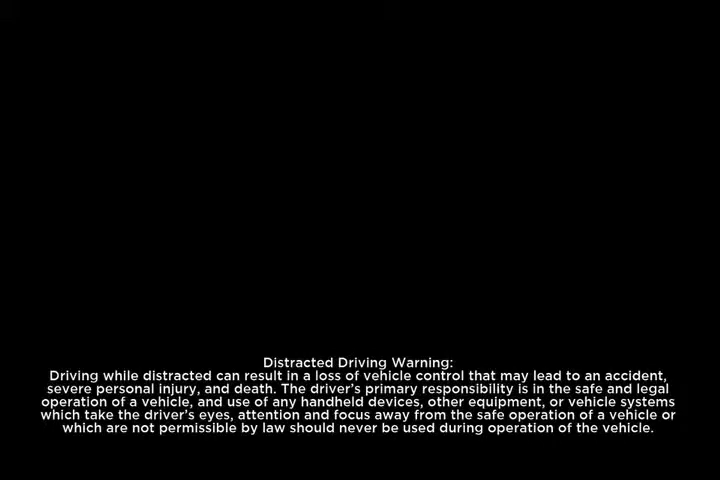 Distracted Driving Warning:
Driving while distracted can result in a loss of vehicle control that may lead to an accident,
severe personal injury, and death. The driver's primary responsibility is in the safe and legal
operation of a vehicle, and use of any handheld devices, other equipment, or vehicle systems
which take the driver's eyes, attention and focus away from the safe operation of a vehicle or
which are not permissible by law should never be used during operation of the vehicle.